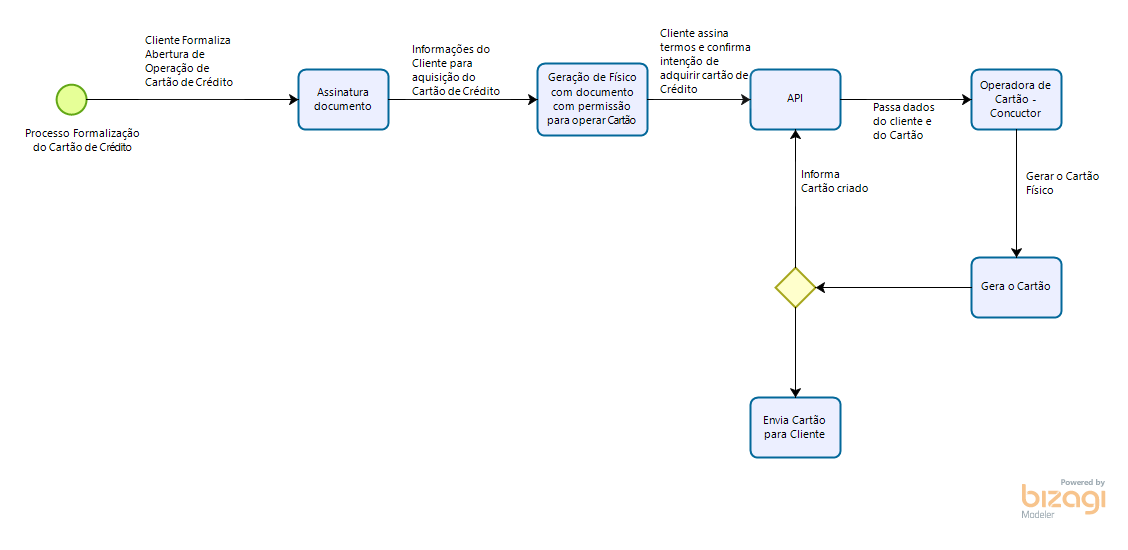 Cliente Formaliza
Abertura de
Operação de
Cartão de Crédito
Processo Formalização
do Cartão de Crédito
Assinatura
documento
Informações do
Cliente para
aquisição do
Cartão de Crédito
Geração de Físico
com documento
com permissão
para operar Cartão
Cliente assina
termos e confirma
intenção de
adquirir cartão de
Crédito
API
Passa dados
do cliente e
do Cartão
Operadora de
Cartão -
Concuctor
Gerar o Cartão
Físico
Gera o Cartão
Informa
Cartão criado
Envia Cartão
para Cliente
Powered by
bizagi
Modeler